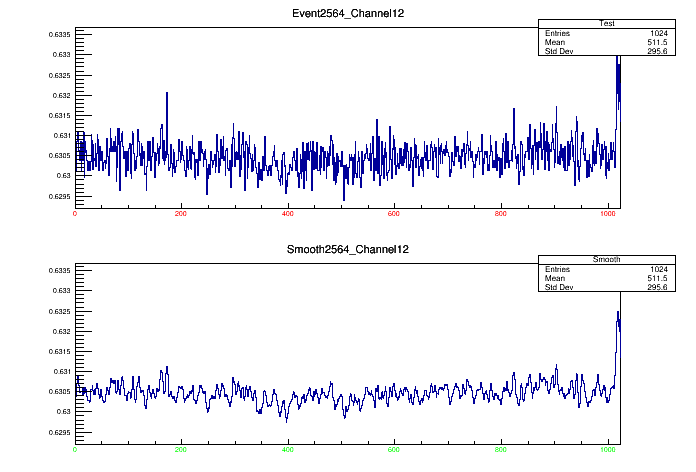 Event2564_Channel12
Test
Entries 1024
Mean 511.5
Std Dev 295.6
0.6335
0.633
0.6325
0.632
0.6315
0.631
0.6305
0.63
0.6295
0 200 400 600 800 1000
Smooth2564_Channel12
Smooth
Entries 1024
Mean 511.5
Std Dev 295.6
0.6335
0.633
0.6325
0.632
0.6315
0.631
0.6305
0.63
0.6295
0 200 400 600 800 1000